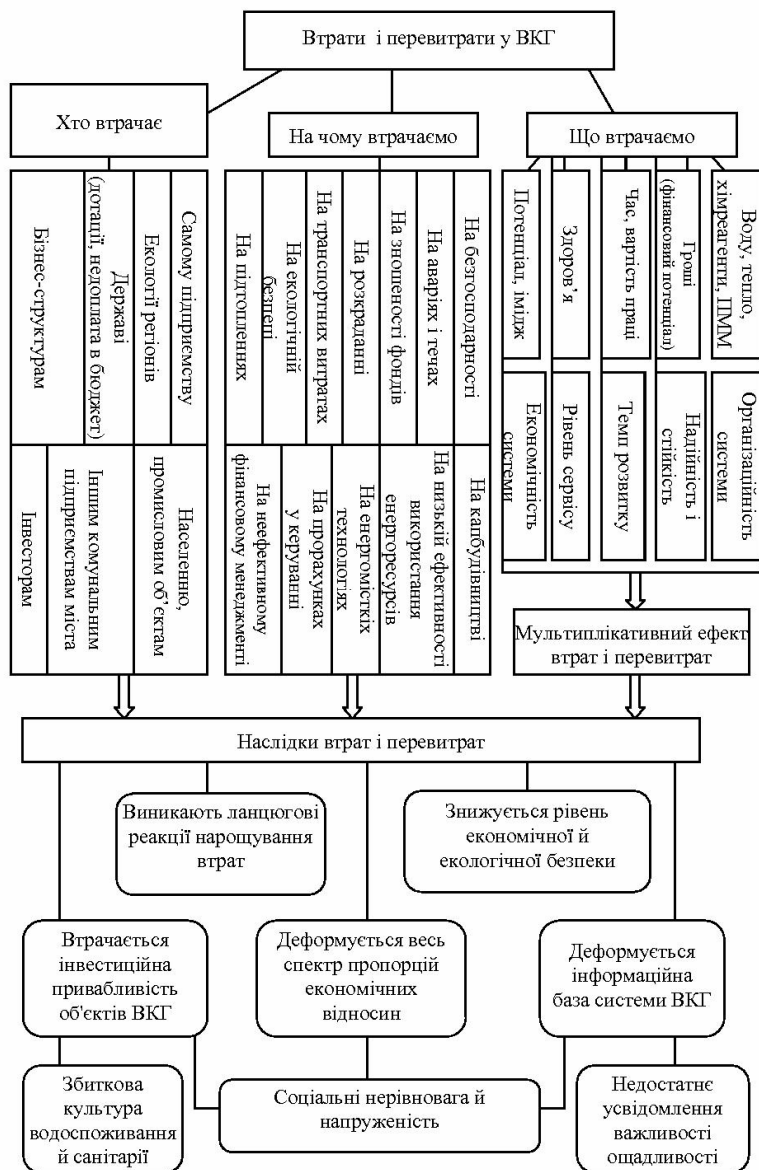 Втрати і перевитрати у ВКГ
Хто втрачає
На чому втрачаємо
Що втрачаємо
Бізнес-структурам
Державі
(дотації, недоплата в бюджет)
Екології регіонів
Самому підприємству
Інвесторам
Іншим комунальним
підприємствам міста
Населенню,
промисловим об’єктам
На підтопленнях
На екологічній
безпеці
На транспортних витратах
На розкраданні
На зношеності фондів
На аваріях і течах
На безгосподарності
На неефективному
фінансовому менеджменті
На прорахунках
у керуванні
На енергомістких
технологіях
На низькій ефективності
використання
енергоресурсів
На капбудівництві
Потенціал, імідж
Здоров’я
Час, вартість праці
Гроші
(фінансовий потенціал)
Воду, тепло,
хімреагенти, ПММ
Економічність
системи
Рівень сервісу
Темп розвитку
Надійність і
стійкість
Організаційність
системи
Мультиплікативний ефект
втрат і перевитрат
Наслідки втрат і перевитрат
Виникають ланцюгові
реакції нарощування
втрат
Знижується рівень
економічної й
екологічної безпеки
Втрачається
інвестиційна
привабливість
об'єктів ВКГ
Деформується весь
спектр пропорцій
економічних
відносин
Деформується
інформаційна
база системи ВКГ
Збиткова
культура
водоспоживання
й санітарії
Соціальні нерівновага й
напруженість
Недостатнє
усвідомлення
важливості
ощадливості